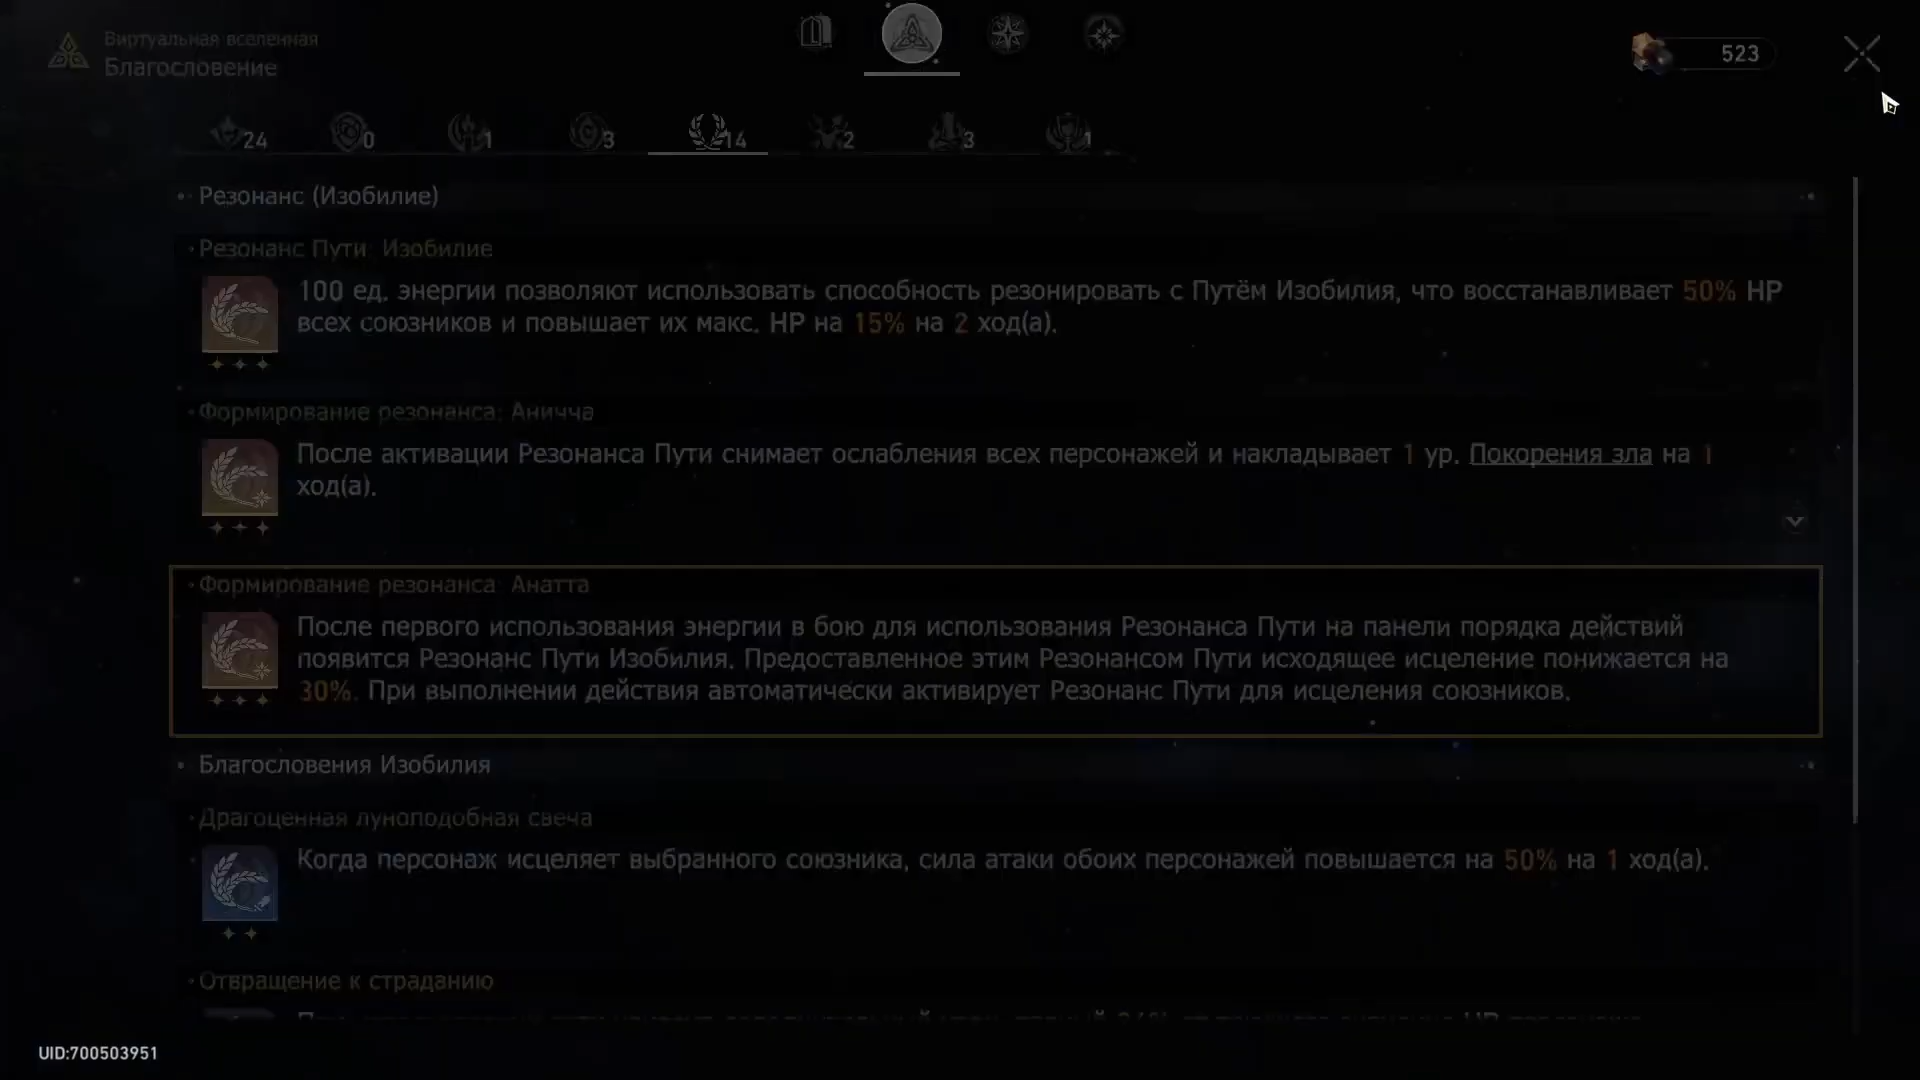 Виртуальная вселенная
Благословение
523
24
0
1
3
14
2
3
1
Резонанс (Изобилие)
Резонанс Пути: Изобилие
100 ед. энергии позволяют использовать способность резонировать с Путём Изобилия, что восстанавливает 50% HP
всех союзников и повышает их макс. HP на 15% на 2 ход(а).
Формирование резонанса: Аничча
После активации Резонанса Пути снимает ослабления всех персонажей и накладывает 1 ур. Покорения зла на 1
ход(а).
Формирование резонанса: Анатта
После первого использования энергии в бою для использования Резонанса Пути на панели порядка действий
появится Резонанс Пути Изобилия. Предоставленное этим Резонансом Пути исходящее исцеление понижается на
30%. При выполнении действия автоматически активирует Резонанс Пути для исцеления союзников.
Благословения Изобилия
Драгоценная луноподобная свеча
Когда персонаж исцеляет выбранного союзника, сила атаки обоих персонажей повышается на 50% на 1 ход(а).
Отвращение к страданию
UID:700503951